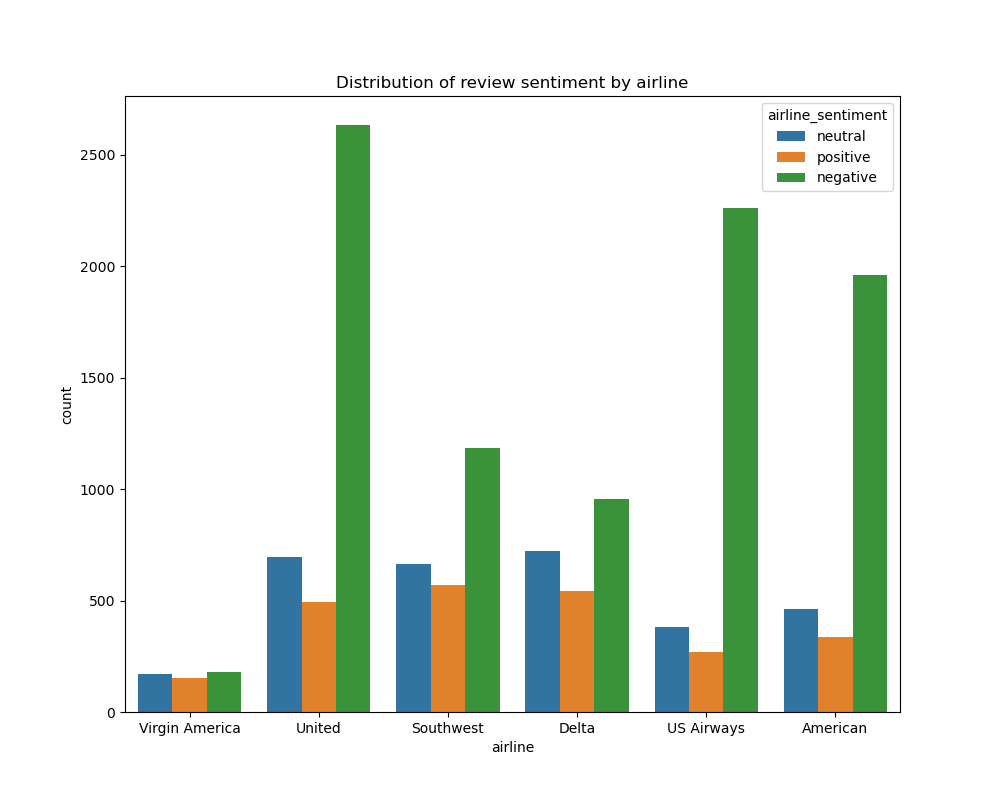 Distribution of review sentiment by airline
airline_sentiment
neutral
positive
negative
count
2500
2000
1500
1000
500
0
Virgin America United Southwest Delta US Airways American
airline